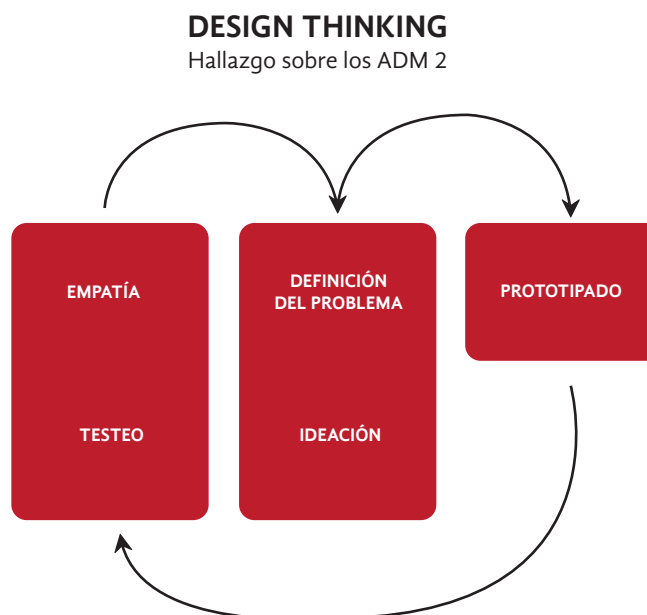 DESIGN THINKING
Hallazgo sobre los ADM 2
EMPATÍA
TESTEO
DEFINICIÓN
DEL PROBLEMA
IDEACIÓN
PROTOTIPADO